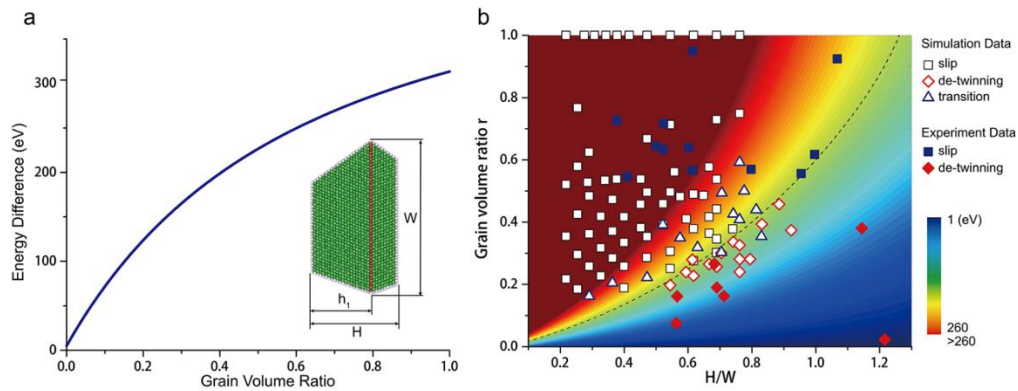 a
Energy Difference (eV)
300
200
100
0
0.0 0.2 0.4 0.6 0.8 1.0
Grain Volume Ratio
W
h1
H
b
Grain volume ratio r
1.0
0.8
0.6
0.4
0.2
0.0
0.2 0.4 0.6 0.8 1.0 1.2
H/W
Simulation Data
slip
de-twinning
transition
Experiment Data
slip
de-twinning
1 (eV)
260
>260